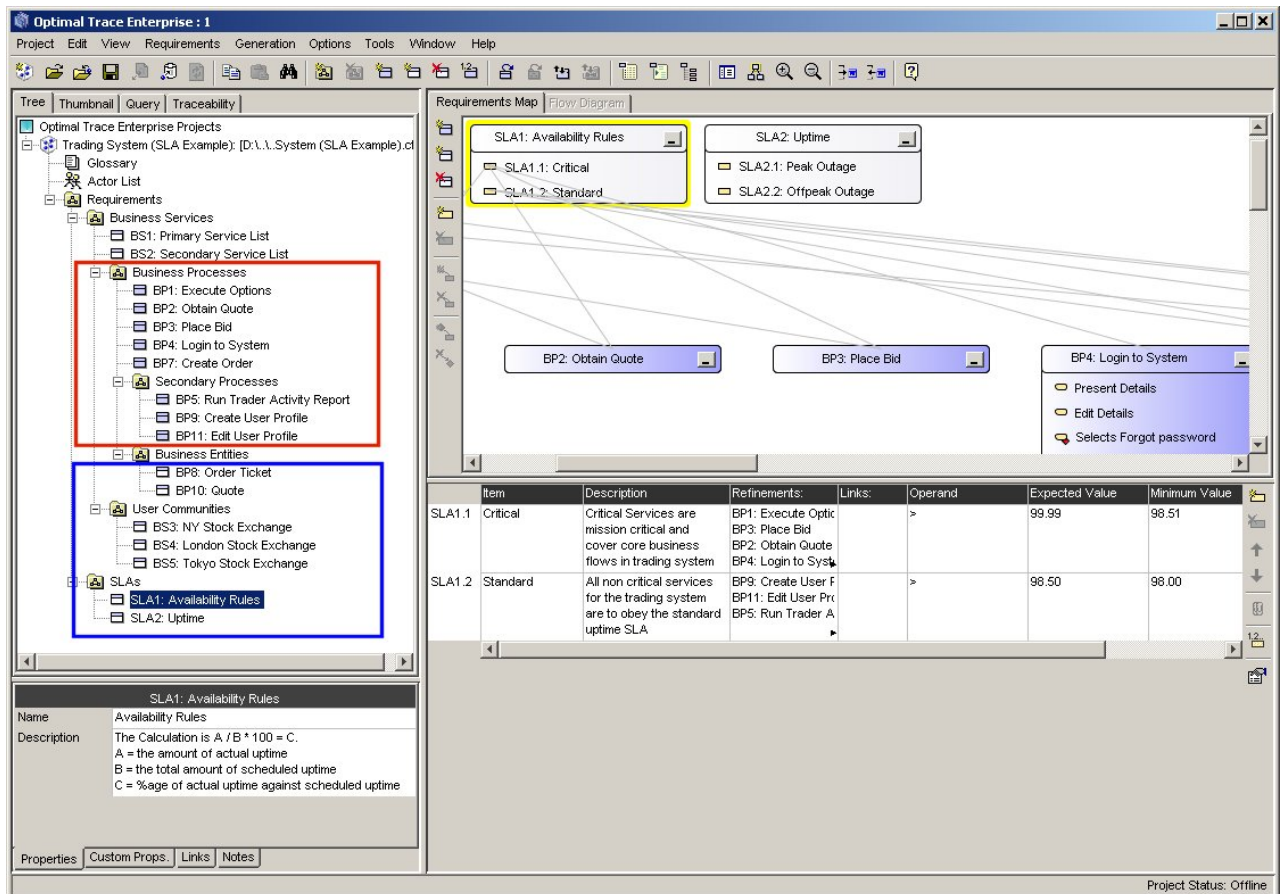 Optimal Trace Enterprise : 1
Project Edit View Requirements Generation Options Tools Window Help
Tree Thumbnail Query Traceability
Optimal Trace Enterprise Projects
Trading System (SLA Example): [D:\..\..System (SLA Example).ct
Glossary
Actor List
Requirements
Business Services
BS1: Primary Service List
BS2: Secondary Service List
Business Processes
BP1: Execute Options
BP2: Obtain Quote
BP3: Place Bid
BP4: Login to System
BP7: Create Order
Secondary Processes
BP5: Run Trader Activity Report
BP9: Create User Profile
BP11: Edit User Profile
Business Entities
BP8: Order Ticket
BP10: Quote
User Communities
BS3: NY Stock Exchange
BS4: London Stock Exchange
BS5: Tokyo Stock Exchange
SLAs
SLA1: Availability Rules
SLA2: Uptime
SLA1: Availability Rules
Name Availability Rules
Description The Calculation is A / B * 100 = C.
A = the amount of actual uptime
B = the total amount of scheduled uptime
C = %age of actual uptime against scheduled uptime
Properties Custom Props. Links Notes
Requirements Map Flow Diagram
SLA1: Availability Rules
SLA1.1: Critical
SLA1.2: Standard
SLA2: Uptime
SLA2.1: Peak Outage
SLA2.2: Offpeak Outage
BP2: Obtain Quote
BP3: Place Bid
BP4: Login to System
Present Details
Edit Details
Selects Forgot password
Item Description Refinements: Links: Operand Expected Value Minimum Value
SLA1.1 Critical Critical Services are BP1: Execute Optic > 99.99 98.51
mission critical and BP3: Place Bid
cover core business BP2: Obtain Quote
flows in trading system BP4: Login to Syst
SLA1.2 Standard All non critical services BP9: Create User F > 98.50 98.00
for the trading system BP11: Edit User Pro
are to obey the standard BP5: Run Trader A
uptime SLA
Project Status: Offline